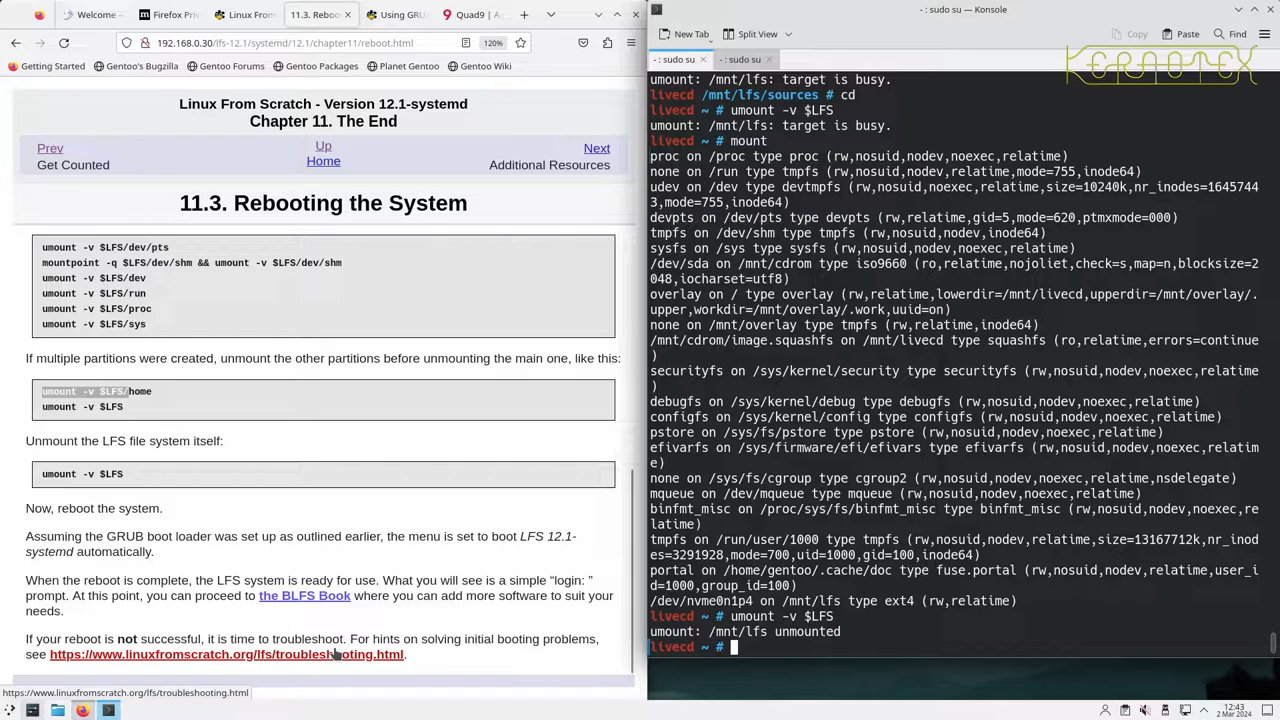 Welcome
Firefox Priv
Linux From
11.3. Reboo
Using GRU
Quad9 | A
192.168.0.30/lfs-12.1/systemd/12.1/chapter11/reboot.html
120%
Getting Started
Gentoo's Bugzilla
Gentoo Forums
Gentoo Packages
Planet Gentoo
Gentoo Wiki
Linux From Scratch - Version 12.1-systemd
Chapter 11. The End
Prev
Up
Next
Get Counted
Home
Additional Resources
11.3. Rebooting the System
umount -v $LFS/dev/pts
mountpoint -q $LFS/dev/shm && umount -v $LFS/dev/shm
umount -v $LFS/dev
umount -v $LFS/run
umount -v $LFS/proc
umount -v $LFS/sys
If multiple partitions were created, unmount the other partitions before unmounting the main one, like this:
umount -v $LFS/home
umount -v $LFS
Unmount the LFS file system itself:
umount -v $LFS
Now, reboot the system.
Assuming the GRUB boot loader was set up as outlined earlier, the menu is set to boot LFS 12.1-
systemd automatically.
When the reboot is complete, the LFS system is ready for use. What you will see is a simple “login: ”
prompt. At this point, you can proceed to the BLFS Book where you can add more software to suit your
needs.
If your reboot is not successful, it is time to troubleshoot. For hints on solving initial booting problems,
see https://www.linuxfromscratch.org/lfs/troubleshooting.html.
https://www.linuxfromscratch.org/lfs/troubleshooting.html
- : sudo su — Konsole
New Tab
Split View
Copy
Paste
Find
- : sudo su
- : sudo su
KERNOTEX
umount: /mnt/lfs: target is busy.
livecd /mnt/lfs/sources # cd
livecd ~ # umount -v $LFS
umount: /mnt/lfs: target is busy.
livecd ~ # mount
proc on /proc type proc (rw,nosuid,nodev,noexec,relatime)
none on /run type tmpfs (rw,nosuid,nodev,relatime,mode=755,inode64)
udev on /dev type devtmpfs (rw,nosuid,noexec,relatime,size=10240k,nr_inodes=1645744
3,mode=755,inode64)
devpts on /dev/pts type devpts (rw,relatime,gid=5,mode=620,ptmxmode=000)
tmpfs on /dev/shm type tmpfs (rw,nosuid,nodev,inode64)
sysfs on /sys type sysfs (rw,nosuid,nodev,noexec,relatime)
/dev/sda on /mnt/cdrom type iso9660 (ro,relatime,nojoliet,check=s,map=n,blocksize=2
048,iocharset=utf8)
overlay on / type overlay (rw,relatime,lowerdir=/mnt/livecd,upperdir=/mnt/overlay/.
upper,workdir=/mnt/overlay/.work,uuid=on)
none on /mnt/overlay type tmpfs (rw,relatime,inode64)
/mnt/cdrom/image.squashfs on /mnt/livecd type squashfs (ro,relatime,errors=continue
)
securityfs on /sys/kernel/security type securityfs (rw,nosuid,nodev,noexec,relatime
)
debugfs on /sys/kernel/debug type debugfs (rw,nosuid,nodev,noexec,relatime)
configfs on /sys/kernel/config type configfs (rw,nosuid,nodev,noexec,relatime)
pstore on /sys/fs/pstore type pstore (rw,nosuid,nodev,noexec,relatime)
efivarfs on /sys/firmware/efi/efivars type efivarfs (rw,nosuid,nodev,noexec,relatim
e)
none on /sys/fs/cgroup type cgroup2 (rw,nosuid,nodev,noexec,relatime,nsdelegate)
mqueue on /dev/mqueue type mqueue (rw,nosuid,nodev,noexec,relatime)
binfmt_misc on /proc/sys/fs/binfmt_misc type binfmt_misc (rw,nosuid,nodev,noexec,re
latime)
tmpfs on /run/user/1000 type tmpfs (rw,nosuid,nodev,relatime,size=13167712k,nr_inod
es=3291928,mode=700,uid=1000,gid=100,inode64)
portal on /home/gentoo/.cache/doc type fuse.portal (rw,nosuid,nodev,relatime,user_i
d=1000,group_id=100)
/dev/nvme0n1p4 on /mnt/lfs type ext4 (rw,relatime)
livecd ~ # umount -v $LFS
umount: /mnt/lfs unmounted
livecd ~ #
12:43
2 Mar 2024